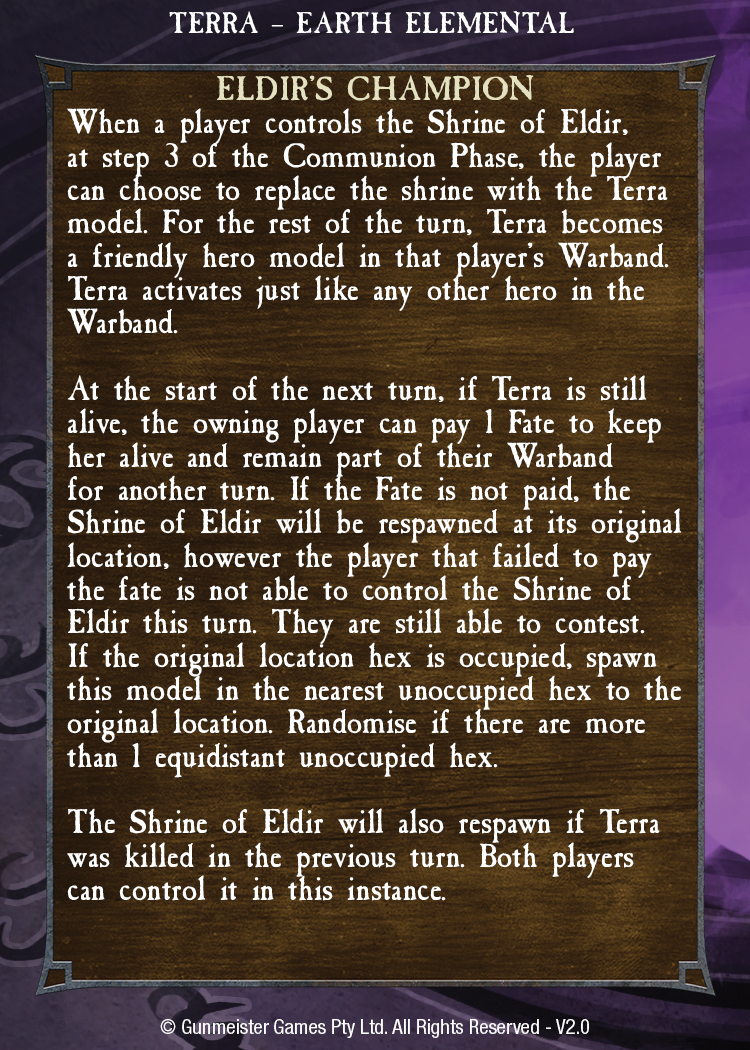 TERRA – EARTH ELEMENTAL
ELDIR'S CHAMPION
When a player controls the Shrine of Eldir,
at step 3 of the Communion Phase, the player
can choose to replace the shrine with the Terra
model. For the rest of the turn, Terra becomes
a friendly hero model in that player's Warband.
Terra activates just like any other hero in the
Warband.
At the start of the next turn, if Terra is still
alive, the owning player can pay 1 Fate to keep
her alive and remain part of their Warband
for another turn. If the Fate is not paid, the
Shrine of Eldir will be respawned at its original
location, however the player that failed to pay
the fate is not able to control the Shrine of
Eldir this turn. They are still able to contest.
If the original location hex is occupied, spawn
this model in the nearest unoccupied hex to the
original location. Randomise if there are more
than 1 equidistant unoccupied hex.
The Shrine of Eldir will also respawn if Terra
was killed in the previous turn. Both players
can control it in this instance.
© Gunmeister Games Pty Ltd. All Rights Reserved - V2.0